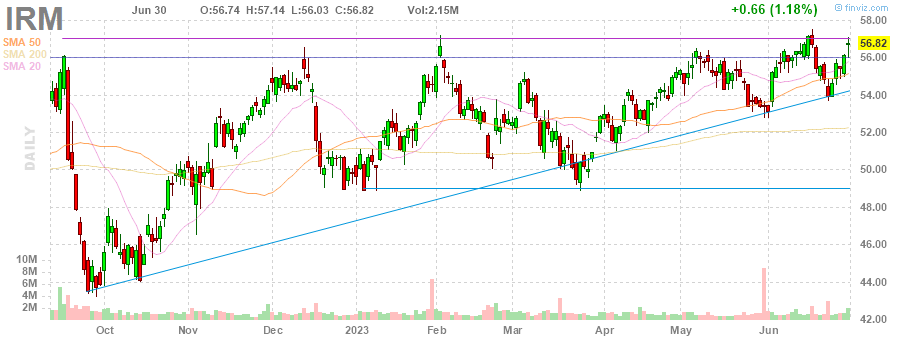 IRM
Jun 30 O:56.74 H:57.14 L:56.03 C:56.82 Vol:2.15M
+0.66 (1.18%)
© finviz.com
SMA 50
SMA 200
SMA 20
DAILY
58.00
56.82
56.00
54.00
52.00
50.00
48.00
46.00
44.00
42.00
10M
8M
6M
4M
2M
Oct Nov Dec 2023 Feb Mar Apr May Jun